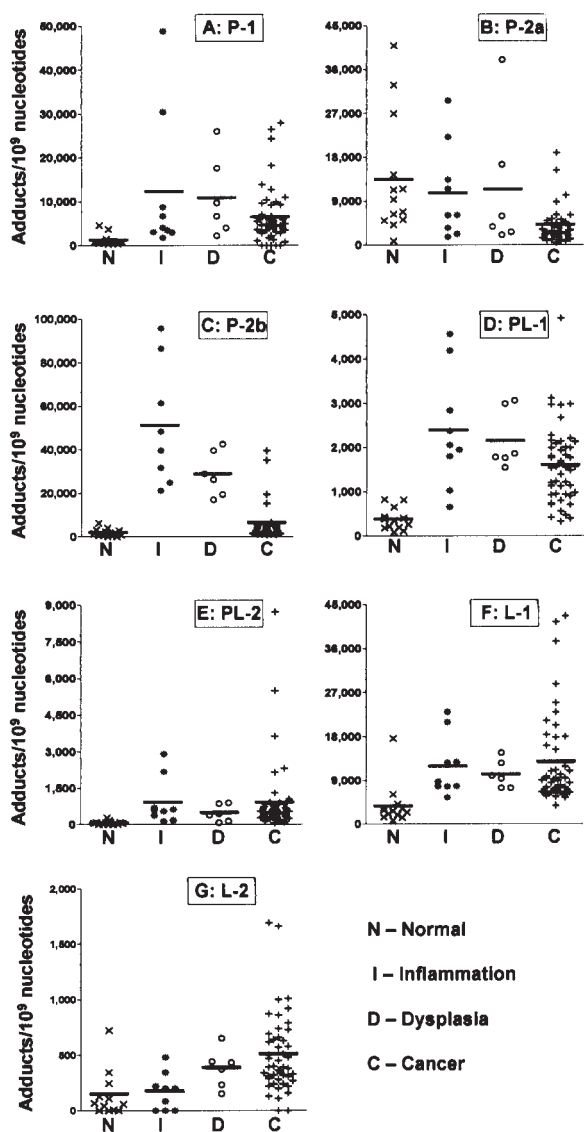 A: P-1
Adducts/10⁹ nucleotides
50,000
40,000
30,000
20,000
10,000
0
N I D C
B: P-2a
45,000
36,000
27,000
18,000
9,000
0
N I D C
C: P-2b
Adducts/10⁹ nucleotides
100,000
80,000
60,000
40,000
20,000
0
N I D C
D: PL-1
5,000
4,000
3,000
2,000
1,000
0
N I D C
E: PL-2
Adducts/10⁹ nucleotides
9,000
7,500
6,000
4,500
3,000
1,500
0
N I D C
F: L-1
45,000
36,000
27,000
18,000
9,000
0
N I D C
G: L-2
Adducts/10⁹ nucleotides
2,000
1,500
1,000
500
0
N I D C
N – Normal
I – Inflammation
D – Dysplasia
C – Cancer